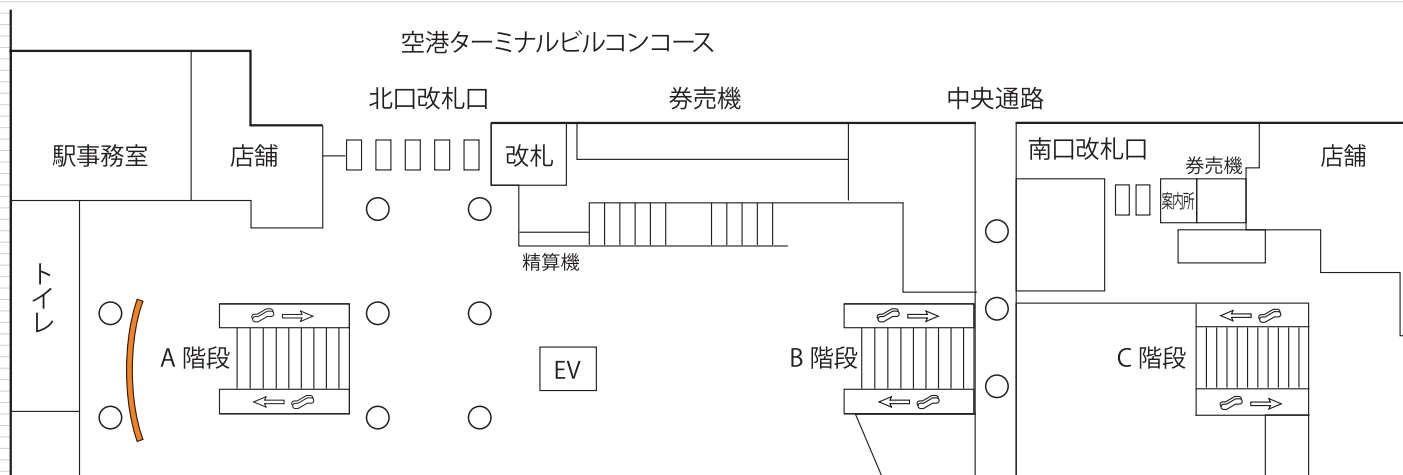 空港ターミナルビルコンコース
北口改札口
券売機
中央通路
駅事務室
店舗
改札
南口改札口
券売機
店舗
案内所
精算機
トイレ
A 階段
EV
B 階段
C 階段